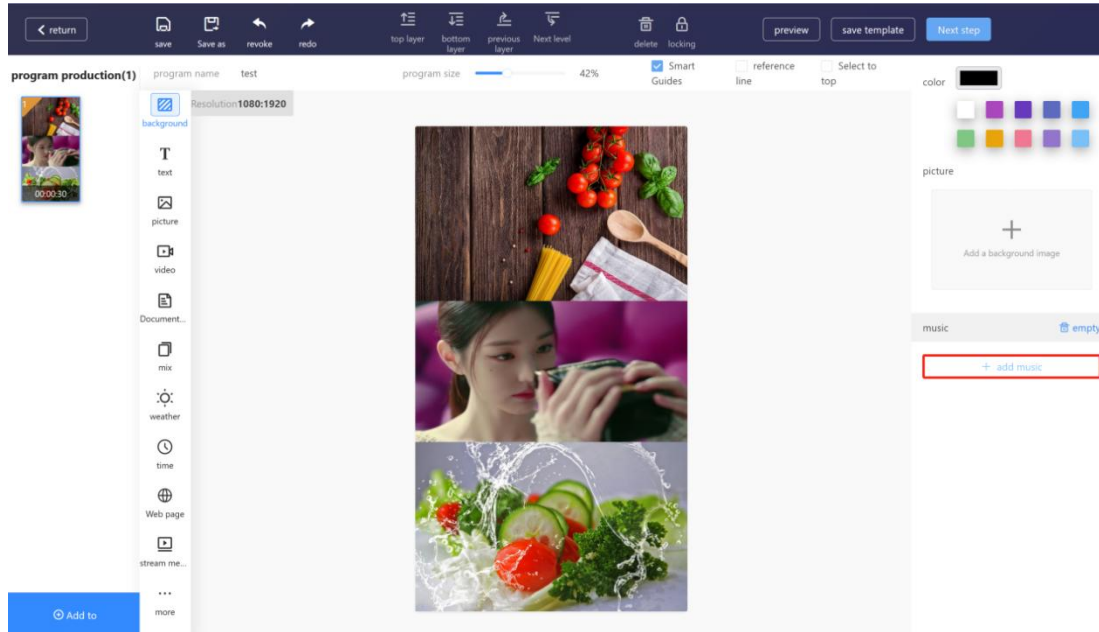 return
save
Save as
revoke
redo
top layer
bottom
layer
previous
layer
Next level
delete
locking
preview
save template
Next step
program production(1)
program name test
program size 42%
Smart
Guides
reference
line
Select to
top
color
1
00:00:30
Resolution1080:1920
background
T
text
picture
video
Document...
mix
weather
time
Web page
stream me...
more
Add to
picture
Add a background image
music
empty
+ add music